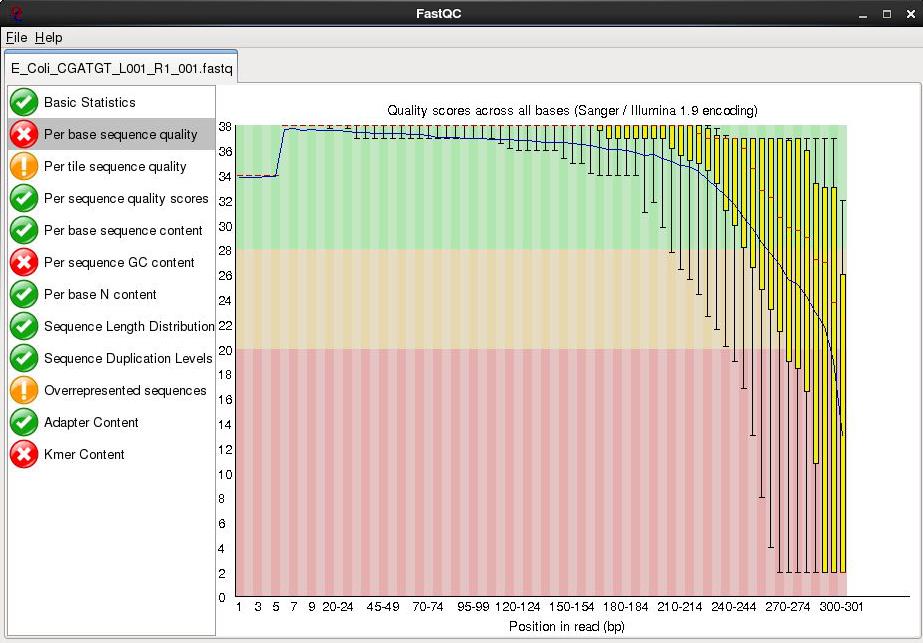 FastQC
File Help
E_Coli_CGATGT_L001_R1_001.fastq
Basic Statistics
Per base sequence quality
Per tile sequence quality
Per sequence quality scores
Per base sequence content
Per sequence GC content
Per base N content
Sequence Length Distribution
Sequence Duplication Levels
Overrepresented sequences
Adapter Content
Kmer Content
Quality scores across all bases (Sanger / Illumina 1.9 encoding)
38
36
34
32
30
28
26
24
22
20
18
16
14
12
10
8
6
4
2
0
1 3 5 7 9 20-24 45-49 70-74 95-99 120-124 150-154 180-184 210-214 240-244 270-274 300-301
Position in read (bp)